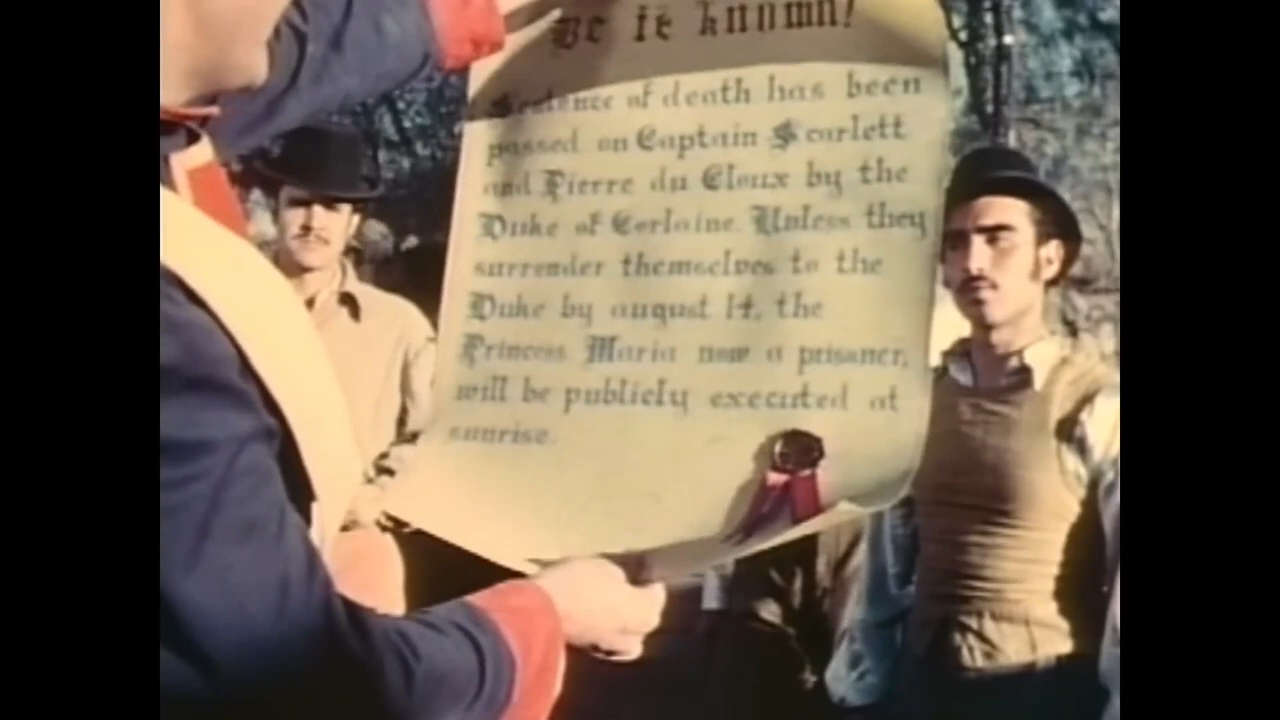 Be it known!
Sentence of death has been
passed on Captain Scarlett
and Pierre du Cloux by the
Duke of Corlaine. Unless they
surrender themselves to the
Duke by august 14, the
Princess Maria now a prisoner,
will be publicly executed at
sunrise.